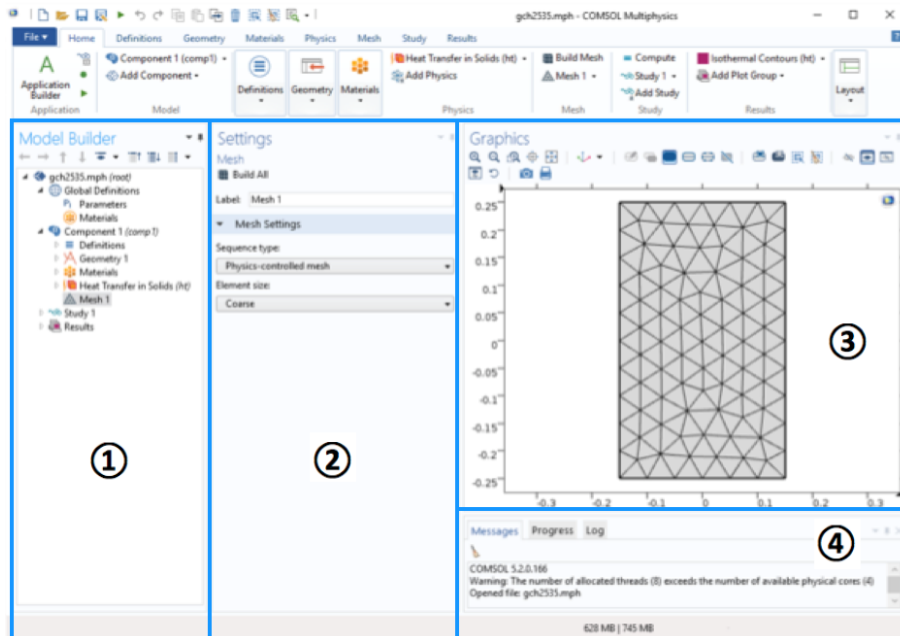 gch2535.mph - COMSOL Multiphysics
File Home Definitions Geometry Materials Physics Mesh Study Results
A Component 1 (comp1) Heat Transfer in Solids (ht) Build Mesh = Compute Isothermal Contours (ht)
Application Builder Add Component Definitions Geometry Materials Add Physics Mesh 1 Study 1 Add Plot Group Layout
Add Study
Application Model Physics Mesh Study Results
Model Builder
gch2535.mph (root)
Global Definitions
Pi Parameters
Materials
Component 1 (comp1)
Definitions
Geometry 1
Materials
Heat Transfer in Solids (ht)
Mesh 1
Study 1
Results
①
Settings
Mesh
Build All
Label: Mesh 1
Mesh Settings
Sequence type:
Physics-controlled mesh
Element size:
Coarse
②
Graphics
0.25
0.2
0.15
0.1
0.05
0
-0.05
-0.1
-0.15
-0.2
-0.25
-0.3 -0.2 -0.1 0 0.1 0.2 0.3
③
Messages Progress Log
④
COMSOL 5.2.0.166
Warning: The number of allocated threads (8) exceeds the number of available physical cores (4)
Opened file: gch2535.mph
628 MB | 745 MB